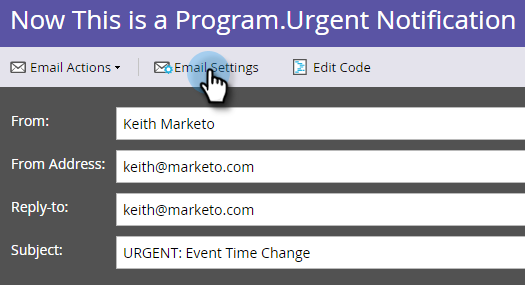 Now This is a Program.Urgent Notification
Email Actions Email Settings Edit Code
From: Keith Marketo
From Address: keith@marketo.com
Reply-to: keith@marketo.com
Subject: URGENT: Event Time Change